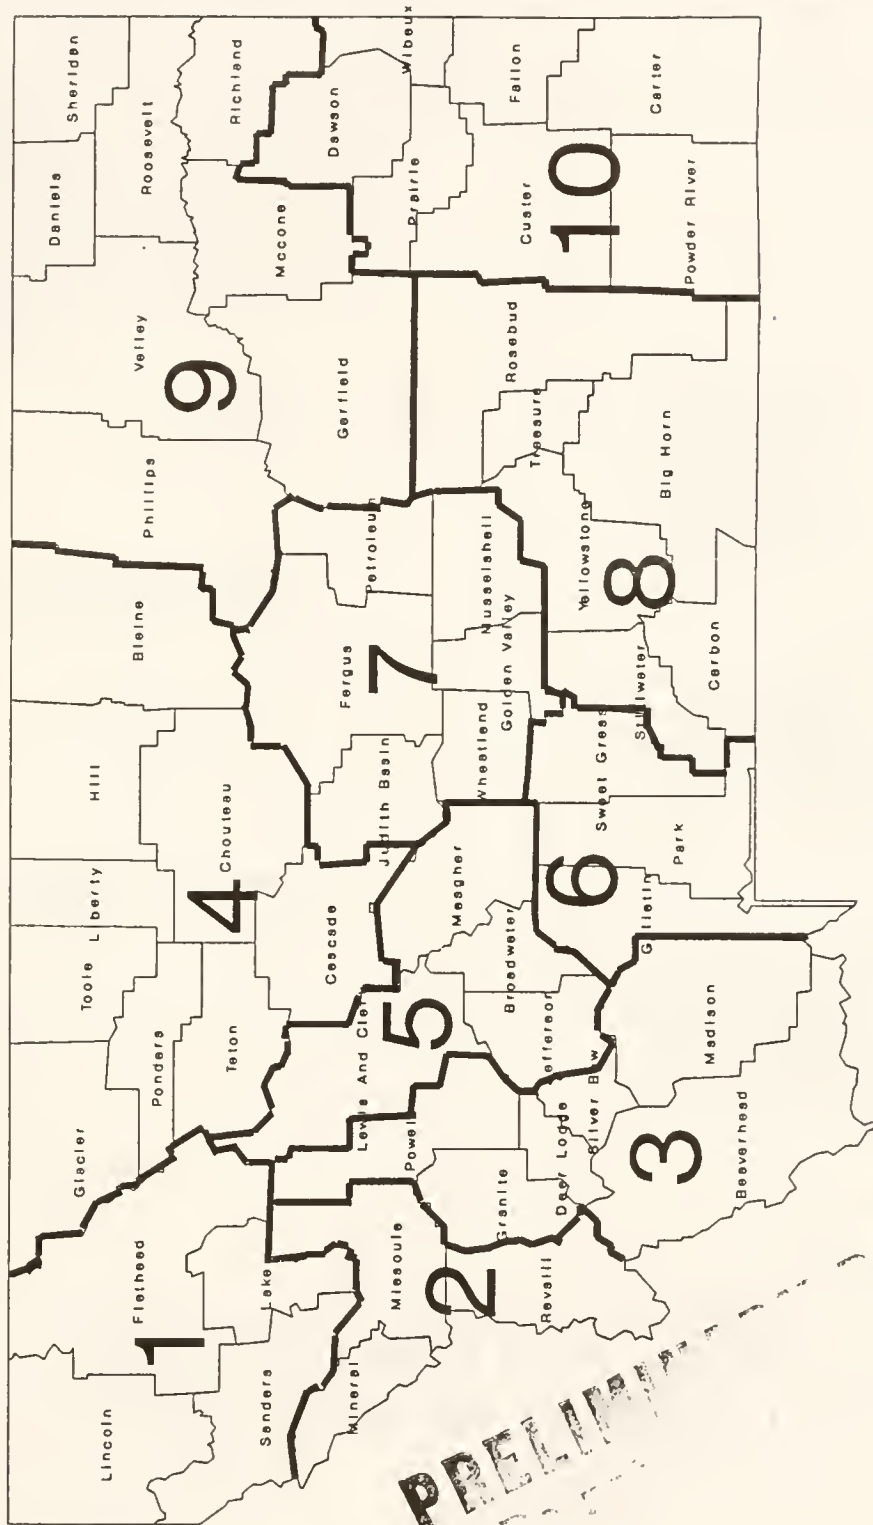 Lincoln
Flathead
1
Sanders
Lake
Glacier
Toole
Liberty
Hill
Blaine
Pondera
Teton
Chouteau
4
Cascade
Phillips
Valley
9
Daniels
Sheridan
Roosevelt
Richland
Mccone
Garfield
Dawson
Wibaux
Prairie
Mineral
Missoula
2
Ravalli
Powell
Granite
Deer Lodge
Silver Bow
3
Beaverhead
Madison
Lewis And Clar
5
Jefferson
Broadwater
Meagher
Judith Basin
Fergus
7
Petroleum
Wheatland
Golden Valley
Musselshell
6
Gallatin
Park
Sweet Grass
Stillwater
Carbon
8
Yellowstone
Big Horn
Treasure
Rosebud
Custer
10
Fallon
Carter
Powder River